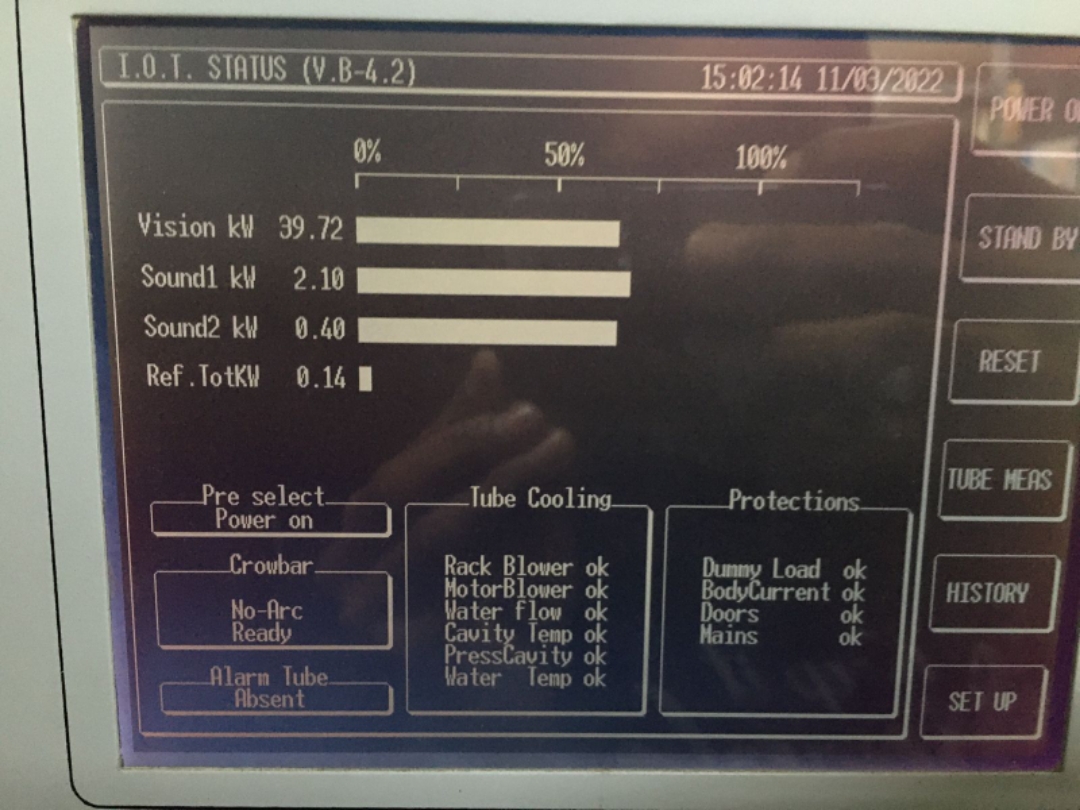 I.O.T. STATUS (V.B-4.2) 15:02:14 11/03/2022
0% 50% 100%
Vision kW 39.72
Sound1 kW 2.10
Sound2 kW 0.40
Ref.TotKW 0.14
Pre select
Power on
Crowbar
No-Arc
Ready
Alarm Tube
Absent
Tube Cooling
Rack Blower ok
MotorBlower ok
Water flow ok
Cavity Temp ok
PressCavity ok
Water Temp ok
Protections
Dummy Load ok
BodyCurrent ok
Doors ok
Mains ok
POWER
STAND BY
RESET
TUBE MEAS
HISTORY
SET UP